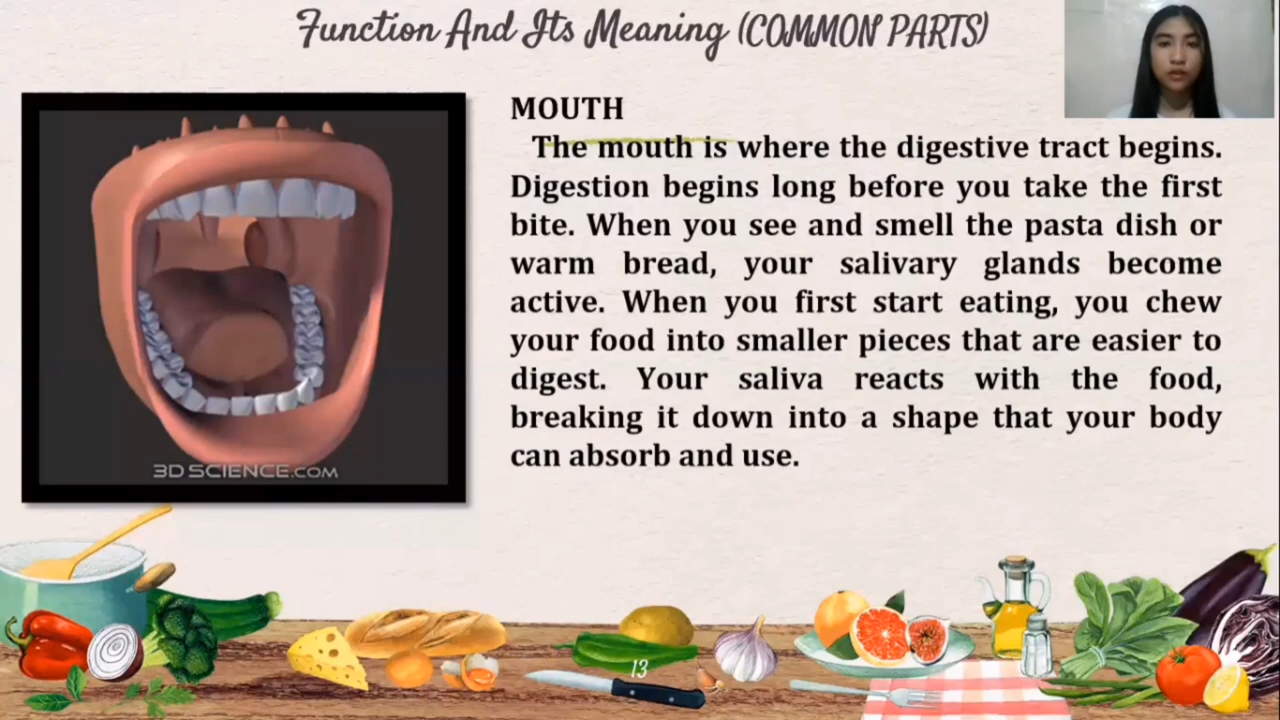 Function And Its Meaning (COMMON PARTS)
MOUTH
The mouth is where the digestive tract begins.
Digestion begins long before you take the first
bite. When you see and smell the pasta dish or
warm bread, your salivary glands become
active. When you first start eating, you chew
your food into smaller pieces that are easier to
digest. Your saliva reacts with the food,
breaking it down into a shape that your body
can absorb and use.
3D SCIENCE.COM
13